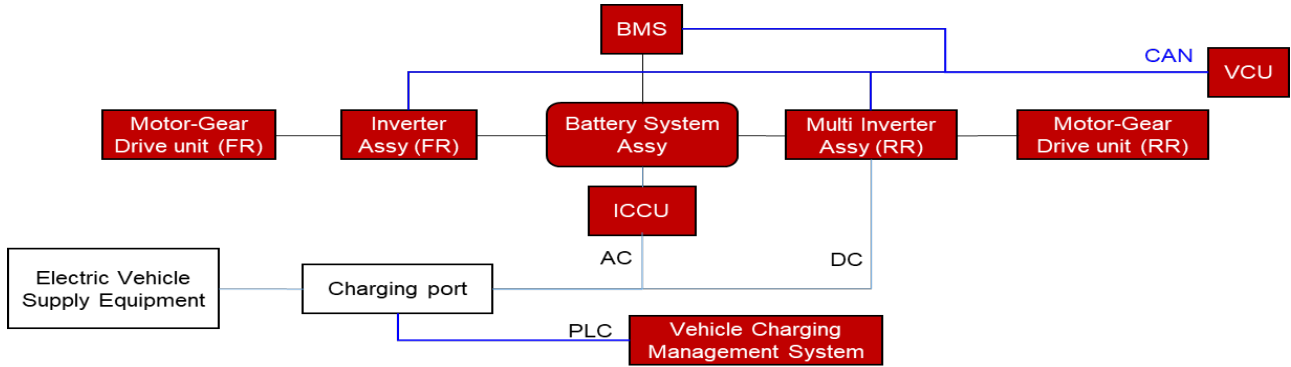 BMS
CAN
VCU
Motor-Gear
Drive unit (FR)
Inverter
Assy (FR)
Battery System
Assy
Multi Inverter
Assy (RR)
Motor-Gear
Drive unit (RR)
ICCU
AC
DC
Electric Vehicle
Supply Equipment
Charging port
PLC
Vehicle Charging
Management System